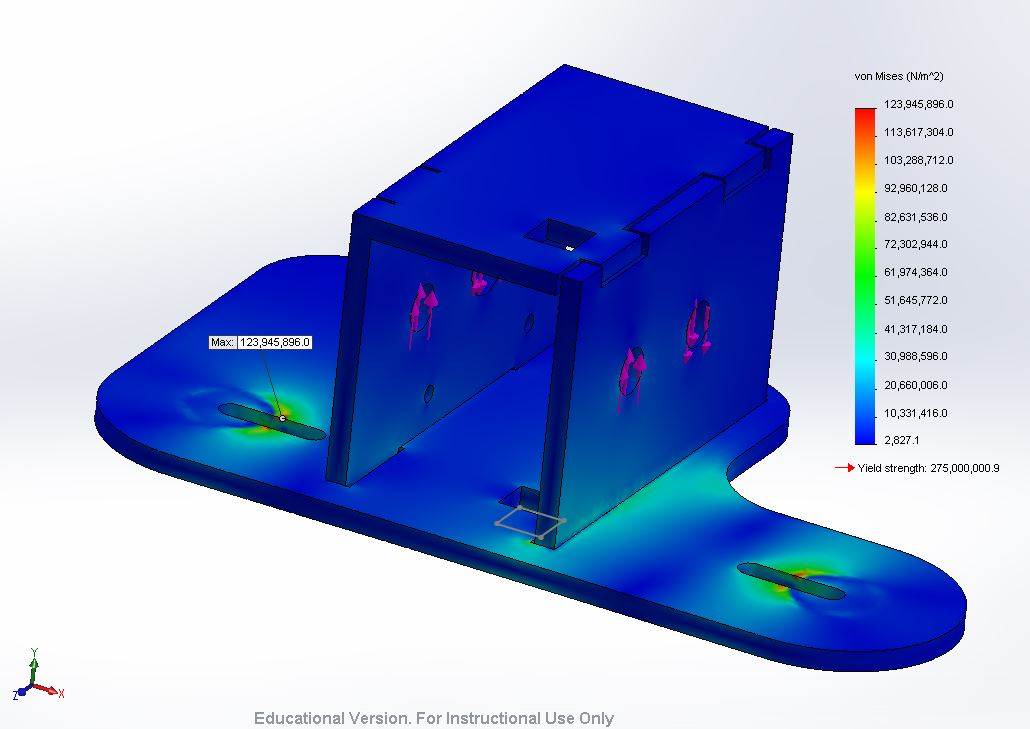 von Mises (N/m^2)
123,945,896.0
113,617,304.0
103,288,712.0
92,960,128.0
82,631,536.0
72,302,944.0
61,974,364.0
51,645,772.0
41,317,184.0
30,988,596.0
20,660,006.0
10,331,416.0
2,827.1
Yield strength: 275,000,000.9
Max: 123,945,896.0
Y
Z
X
Educational Version. For Instructional Use Only